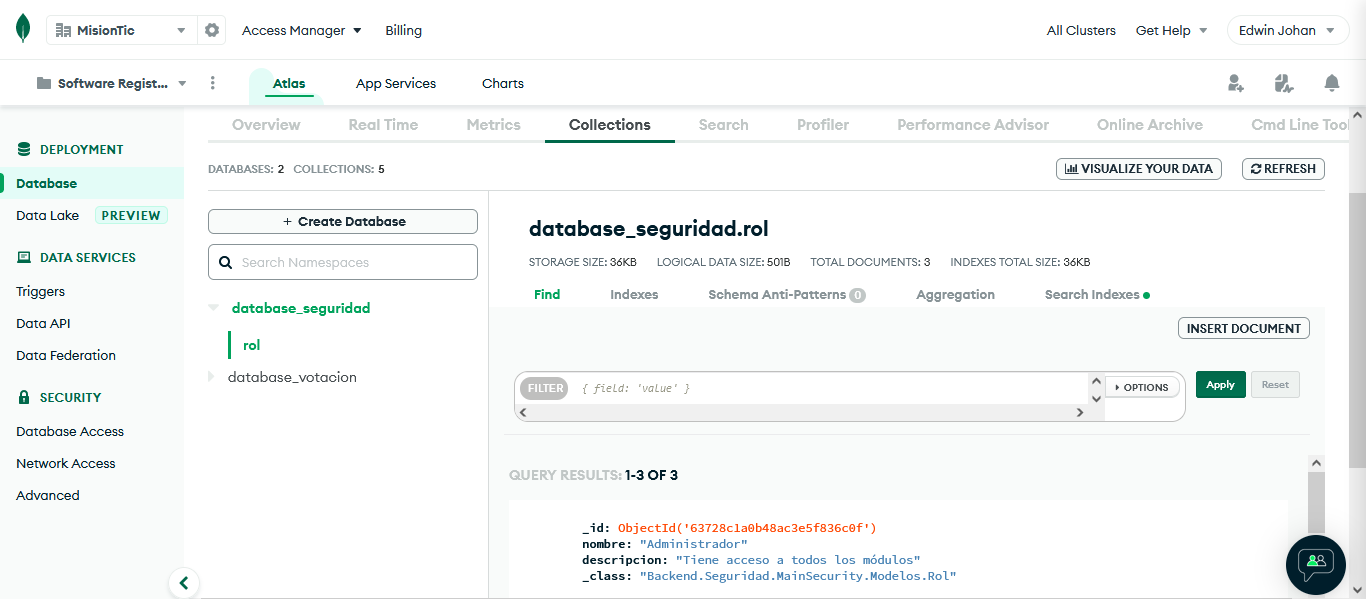 MisionTic
Access Manager
Billing
All Clusters
Get Help
Edwin Johan
Software Regist...
Atlas
App Services
Charts
Overview
Real Time
Metrics
Collections
Search
Profiler
Performance Advisor
Online Archive
Cmd Line Tool
DEPLOYMENT
Database
Data Lake PREVIEW
DATA SERVICES
Triggers
Data API
Data Federation
SECURITY
Database Access
Network Access
Advanced
DATABASES: 2 COLLECTIONS: 5
VISUALIZE YOUR DATA
REFRESH
+ Create Database
Search Namespaces
database_seguridad
rol
database_votacion
database_seguridad.rol
STORAGE SIZE: 36KB LOGICAL DATA SIZE: 501B TOTAL DOCUMENTS: 3 INDEXES TOTAL SIZE: 36KB
Find
Indexes
Schema Anti-Patterns 0
Aggregation
Search Indexes
INSERT DOCUMENT
FILTER { field: 'value' }
OPTIONS
Apply
Reset
QUERY RESULTS: 1-3 OF 3
_id: ObjectId('63728c1a0b48ac3e5f836c0f')
nombre: "Administrador"
descripcion: "Tiene acceso a todos los módulos"
_class: "Backend.Seguridad.MainSecurity.Modelos.Rol"